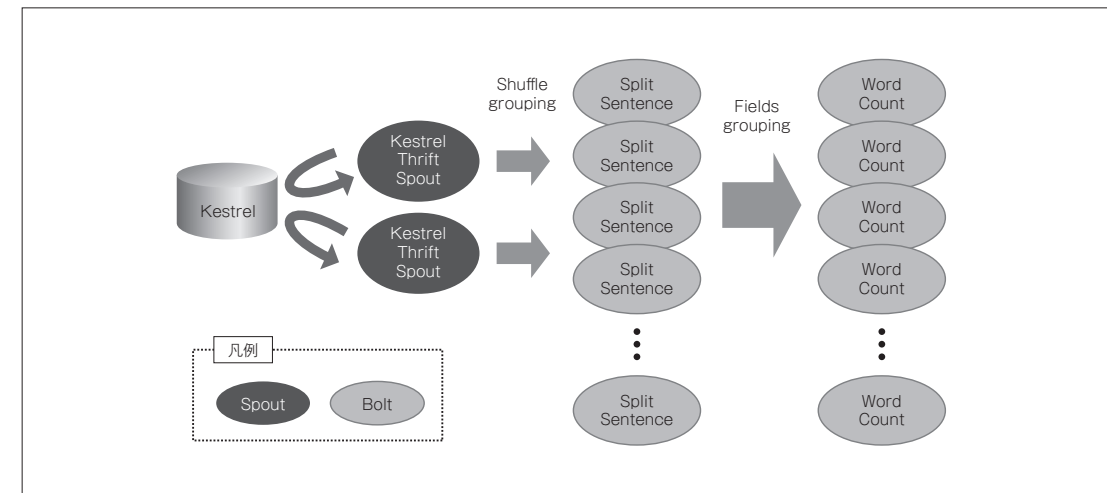 Kestrel
Kestrel
Thrift
Spout
Kestrel
Thrift
Spout
Shuffle
grouping
Split
Sentence
Split
Sentence
Split
Sentence
Split
Sentence
Split
Sentence
Fields
grouping
Word
Count
Word
Count
Word
Count
Word
Count
Word
Count
凡例
Spout
Bolt